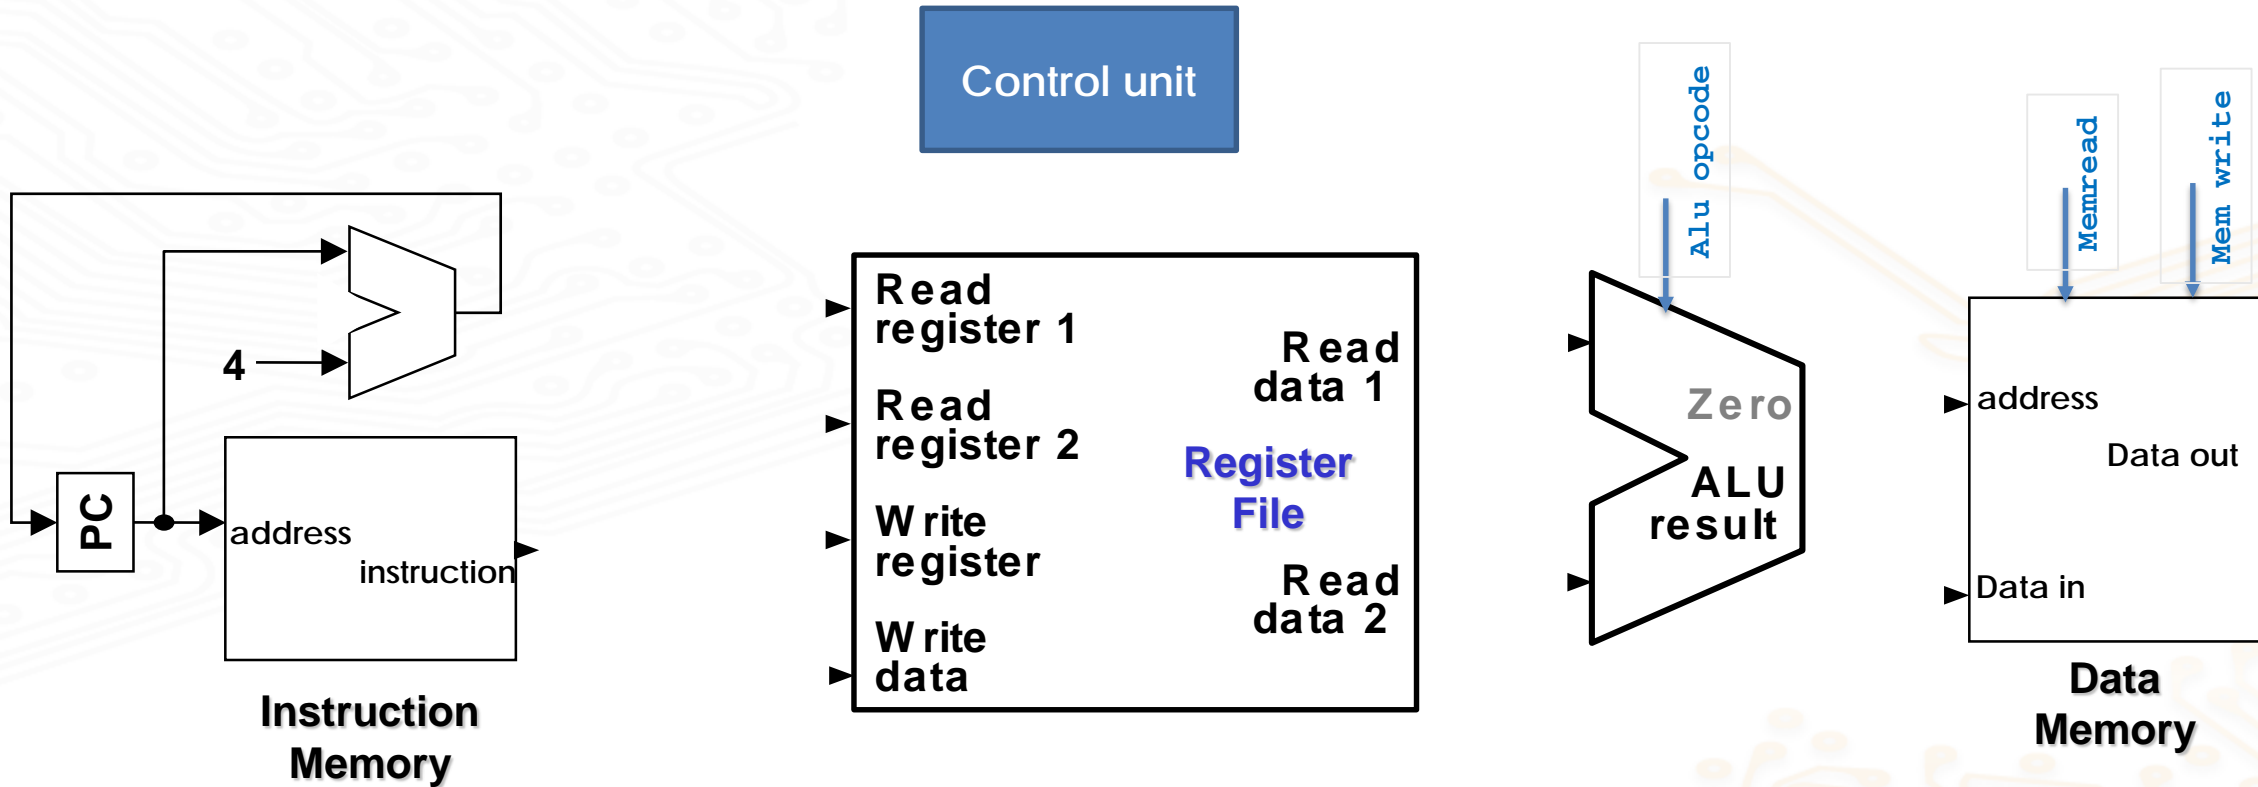 Control unit
Alu opcode
Memread
Mem write
4
PC
address
instruction
Instruction
Memory
Read
register 1
Read
register 2
Write
register
Write
data
Read
data 1
Register
File
Read
data 2
Zero
ALU
result
address
Data out
Data in
Data
Memory